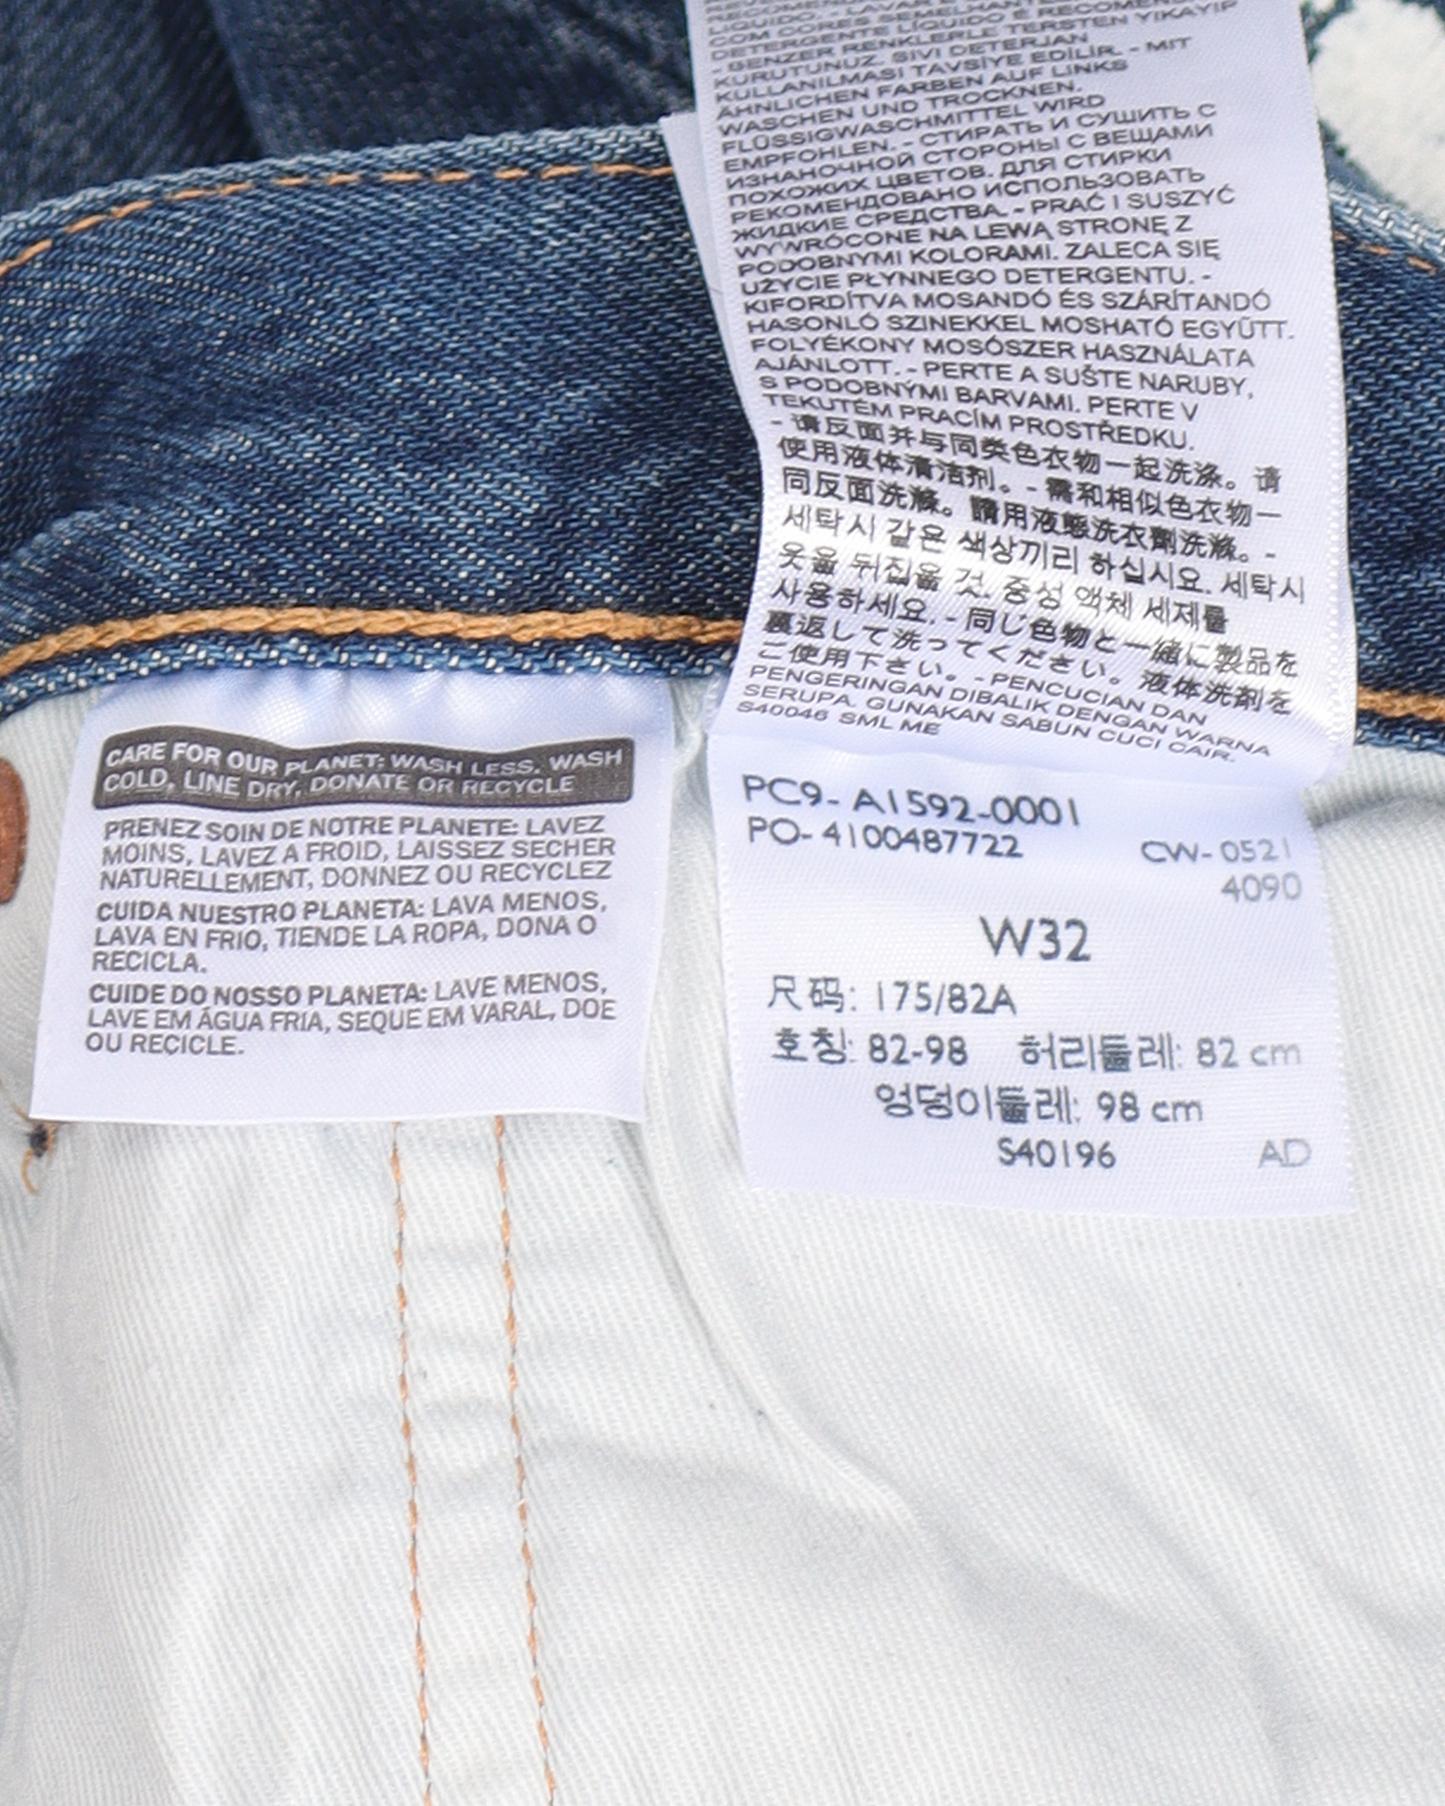 CARE FOR OUR PLANET: WASH LESS, WASH
COLD, LINE DRY, DONATE OR RECYCLE
PRENEZ SOIN DE NOTRE PLANETE: LAVEZ
MOINS, LAVEZ A FROID, LAISSEZ SECHER
NATURELLEMENT, DONNEZ OU RECYCLEZ
CUIDA NUESTRO PLANETA: LAVA MENOS,
LAVA EN FRIO, TIENDE LA ROPA, DONA O
RECICLA.
CUIDE DO NOSSO PLANETA: LAVE MENOS,
LAVE EM ÁGUA FRIA, SEQUE EM VARAL, DOE
OU RECICLE.
COM CORES
DETERGENTE LÍQUIDO É RECOMENDADO
- BENZER RENKLERLE TERSTEN YIKAYIP
KURUTUNUZ. SIVI DETERJAN
KULLANILMASI TAVSİYE EDİLİR. - MIT
ÄHNLICHEN FARBEN AUF LINKS
WASCHEN UND TROCKNEN.
FLÜSSIGWASCHMITTEL WIRD
EMPFOHLEN. - СТИРАТЬ И СУШИТЬ С
ИЗНАНОЧНОЙ СТОРОНЫ С ВЕЩАМИ
ПОХОЖИХ ЦВЕТОВ. ДЛЯ СТИРКИ
РЕКОМЕНДОВАНО ИСПОЛЬЗОВАТЬ
ЖИДКИЕ СРЕДСТВА. - PRAĆ I SUSZYĆ
WYWRÓCONE NA LEWĄ STRONĘ Z
PODOBNYMI KOLORAMI. ZALECA SIĘ
UŻYCIE PŁYNNEGO DETERGENTU. -
KIFORDÍTVA MOSANDÓ ÉS SZÁRÍTANDÓ
HASONLÓ SZINEKKEL MOSHATÓ EGYÜTT.
FOLYÉKONY MOSÓSZER HASZNÁLATA
AJÁNLOTT. - PERTE A SUŠTE NARUBY,
S PODOBNÝMI BARVAMI. PERTE V
TEKUTÉM PRACÍM PROSTŘEDKU.
- 请反面并与同类色衣物一起洗涤。请
使用液体清洁剂。- 需和相似色衣物一
同反面洗滌。請用液態洗衣劑洗滌。-
세탁시 같은 색상끼리 하십시요. 세탁시
옷을 뒤집을 것. 중성 액체 세제를
사용하세요. - 同じ色物と一緒に製品を
裏返して洗ってください。液体洗剤を
ご使用下さい。- PENCUCIAN DAN
PENGERINGAN DIBALIK DENGAN WARNA
SERUPA. GUNAKAN SABUN CUCI CAIR.
S40046 SML ME
PC9- A1592-0001
PO- 4100487722 CW- 0521
4090
W32
尺码: 175/82A
호칭: 82-98 허리둘레: 82 cm
엉덩이둘레: 98 cm
S40196 AD